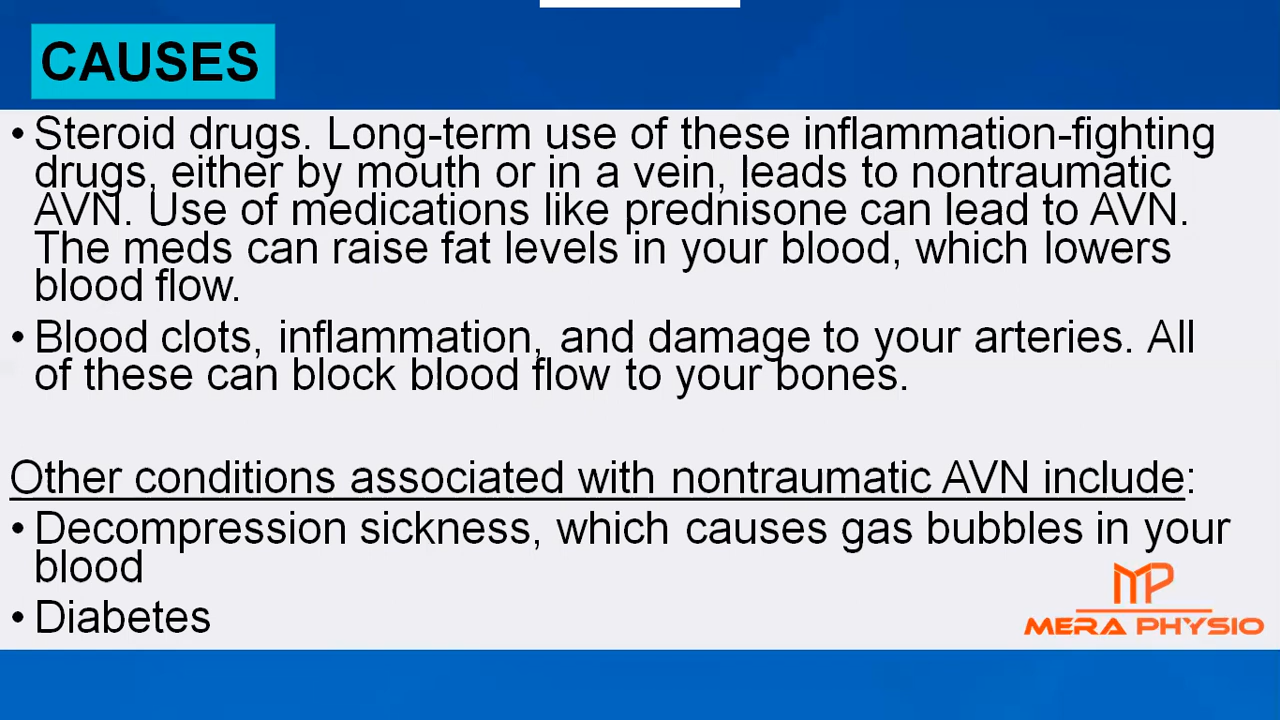 CAUSES
• Steroid drugs. Long-term use of these inflammation-fighting
drugs, either by mouth or in a vein, leads to nontraumatic
AVN. Use of medications like prednisone can lead to AVN.
The meds can raise fat levels in your blood, which lowers
blood flow.
• Blood clots, inflammation, and damage to your arteries. All
of these can block blood flow to your bones.
Other conditions associated with nontraumatic AVN include:
• Decompression sickness, which causes gas bubbles in your
blood
• Diabetes
MP
MERA PHYSIO